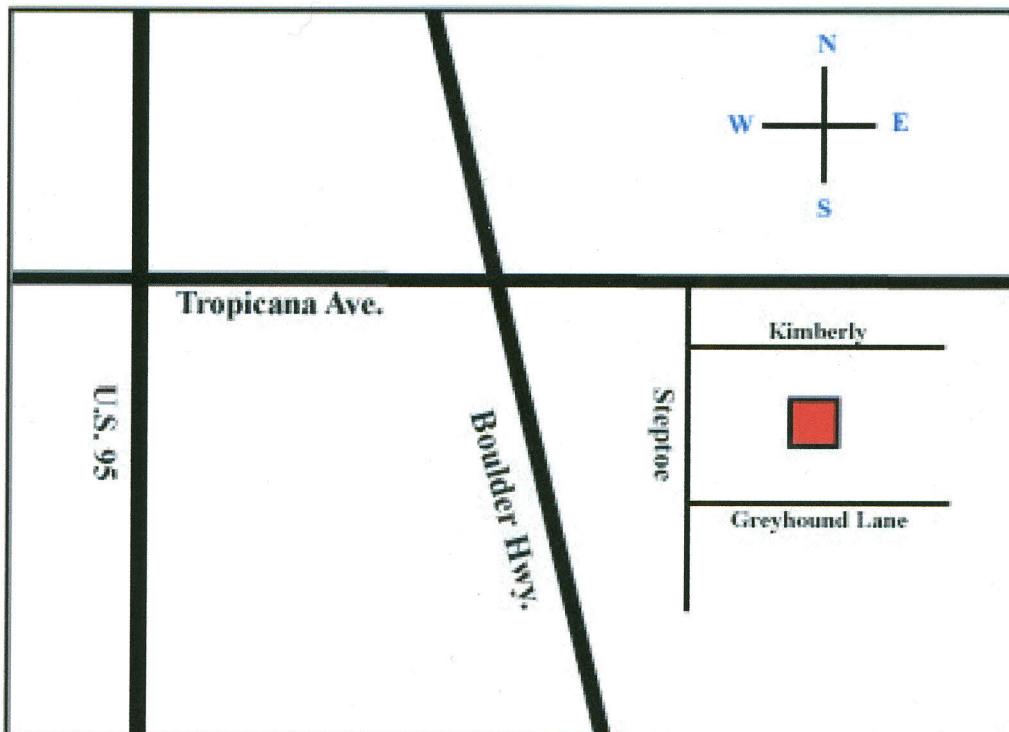 N
W E
S
Tropicana Ave.
Kimberly
U.S. 95
Steptoe
Boulder Hwy.
Greyhound Lane